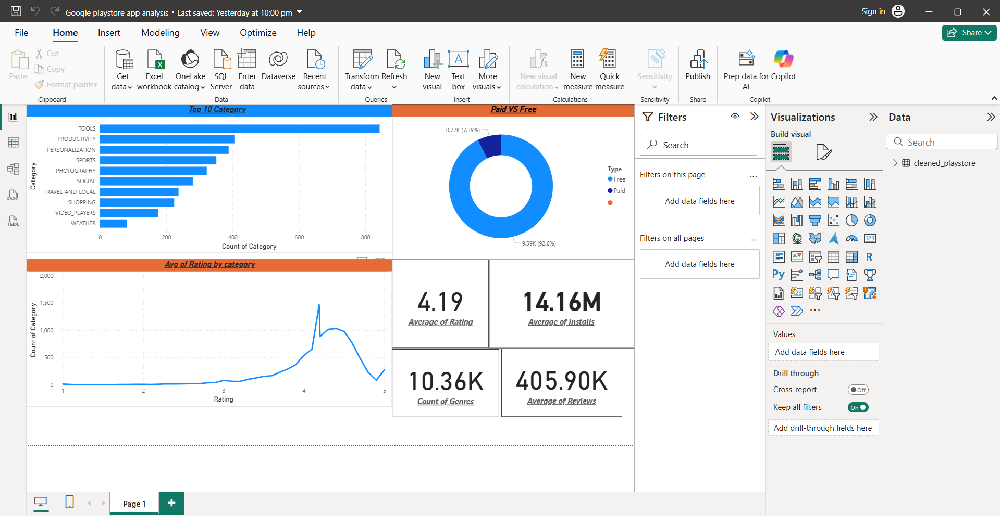 Google playstore app analysis • Last saved: Yesterday at 10:00 pm
Sign in
File Home Insert Modeling View Optimize Help
Share
Paste
Cut
Copy
Format painter
Clipboard
Get data
Excel workbook
OneLake catalog
SQL Server
Enter data
Dataverse
Recent sources
Data
Transform data
Refresh
Queries
New visual
Text box
More visuals
Insert
New visual calculation
New measure
Quick measure
Calculations
Sensitivity
Sensitivity
Publish
Share
Prep data for AI
Copilot
Copilot
DAX
TMDL
Top 10 Category
Category
TOOLS
PRODUCTIVITY
PERSONALIZATION
SPORTS
PHOTOGRAPHY
SOCIAL
TRAVEL_AND_LOCAL
SHOPPING
VIDEO_PLAYERS
WEATHER
0 200 400 600 800
Count of Category
Paid VS Free
0.77K (7.39%)
9.59K (92.6%)
Type
Free
Paid
Avg of Rating by category
Count of Category
2,000
1,500
1,000
500
0
1 2 3 4 5
Rating
4.19
Average of Rating
14.16M
Average of Installs
10.36K
Count of Genres
405.90K
Average of Reviews
Filters
Search
Filters on this page
...
Add data fields here
Filters on all pages
...
Add data fields here
Visualizations
Build visual
123
R
Py
123
...
Values
Add data fields here
Drill through
Cross-report
Off
Keep all filters
On
Add drill-through fields here
Data
Search
cleaned_playstore
Page 1